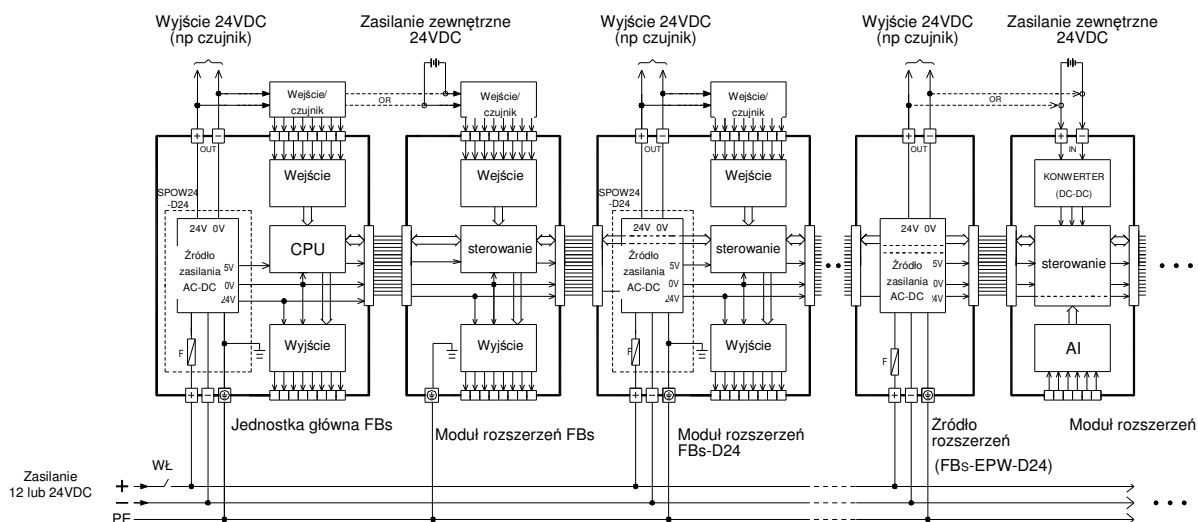 Wyjście 24VDC
(np czujnik)
Zasilanie zewnętrzne
24VDC
Wyjście 24VDC
(np czujnik)
Wyjście 24VDC
(np czujnik)
Zasilanie zewnętrzne
24VDC
Wejście/
czujnik
OR
Wejście/
czujnik
Wejście/
czujnik
OR
+ −
OUT
+ −
OUT
+ −
OUT
+ −
IN
SPOW24
-D24
Wejście
Wejście
SPOW24
-D24
Wejście
KONWERTER
(DC-DC)
24V 0V
Źródło
zasilania
AC-DC
5V
0V
24V
CPU
sterowanie
24V 0V
Źródło
zasilania
AC-DC
5V
0V
24V
sterowanie
24V 0V
Źródło
zasilania
AC-DC
5V
0V
24V
sterowanie
F
Wyjście
Wyjście
F
Wyjście
F
AI
+ −
+ −
+ −
Jednostka główna FBs
Moduł rozszerzeń FBs
Moduł rozszerzeń
FBs-D24
Źródło
rozszerzeń
(FBs-EPW-D24)
Moduł rozszerzeń
Zasilanie
12 lub 24VDC
WŁ
+
−
PE